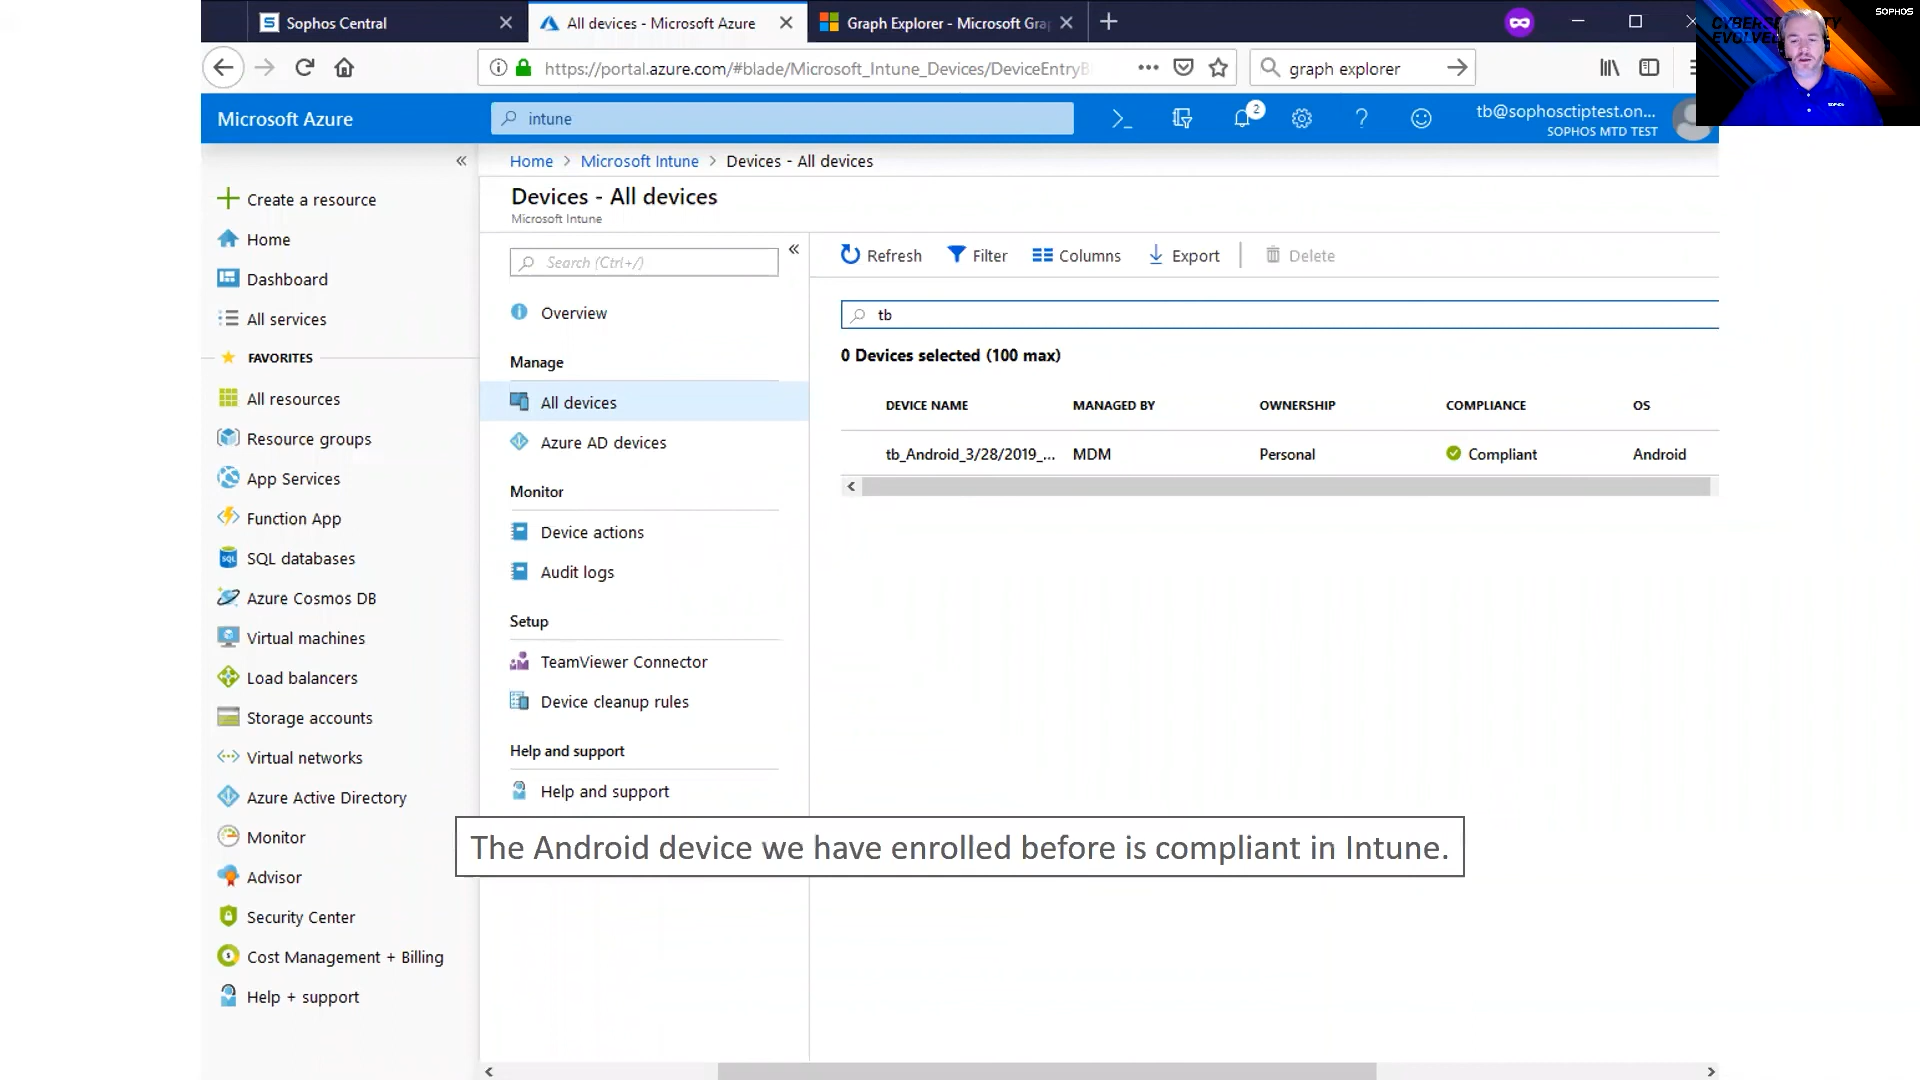 Sophos Central
All devices - Microsoft Azure
Graph Explorer - Microsoft Gra
SOPHOS
CYBERSECURITY
EVOLVED
https://portal.azure.com/#blade/Microsoft_Intune_Devices/DeviceEntryB
graph explorer
Microsoft Azure
intune
2
tb@sophosctiptest.on...
SOPHOS MTD TEST
SOPHOS
Home > Microsoft Intune > Devices - All devices
Devices - All devices
Microsoft Intune
Create a resource
Home
Dashboard
All services
FAVORITES
All resources
Resource groups
App Services
Function App
SQL databases
Azure Cosmos DB
Virtual machines
Load balancers
Storage accounts
Virtual networks
Azure Active Directory
Monitor
Advisor
Security Center
Cost Management + Billing
Help + support
Search (Ctrl+/)
Overview
Manage
All devices
Azure AD devices
Monitor
Device actions
Audit logs
Setup
TeamViewer Connector
Device cleanup rules
Help and support
Help and support
Refresh Filter Columns Export Delete
tb
0 Devices selected (100 max)
DEVICE NAME MANAGED BY OWNERSHIP COMPLIANCE OS
tb_Android_3/28/2019_... MDM Personal Compliant Android
The Android device we have enrolled before is compliant in Intune.